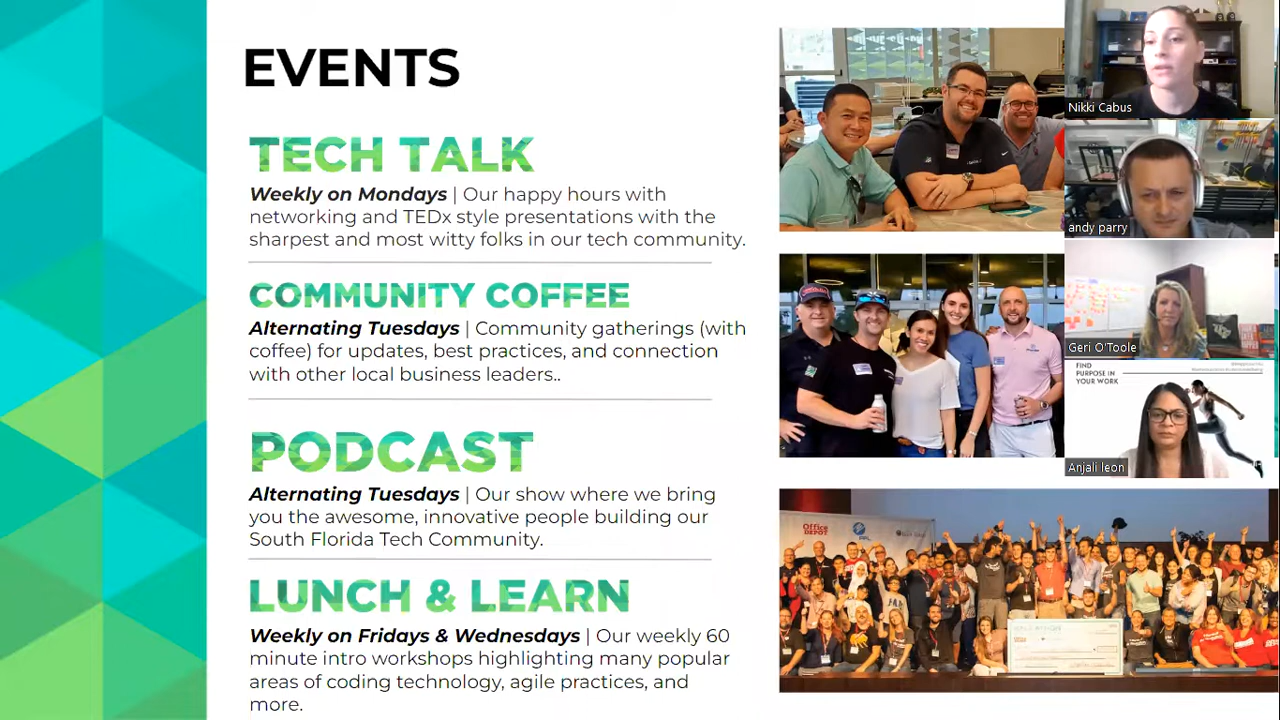 EVENTS
TECH TALK
Weekly on Mondays | Our happy hours with
networking and TEDx style presentations with the
sharpest and most witty folks in our tech community.
COMMUNITY COFFEE
Alternating Tuesdays | Community gatherings (with
coffee) for updates, best practices, and connection
with other local business leaders..
PODCAST
Alternating Tuesdays | Our show where we bring
you the awesome, innovative people building our
South Florida Tech Community.
LUNCH & LEARN
Weekly on Fridays & Wednesdays | Our weekly 60
minute intro workshops highlighting many popular
areas of coding technology, agile practices, and
more.
Nikki Cabus
andy parry
Geri O'Toole
FIND
PURPOSE IN
YOUR WORK
Anjali leon
Office
DEPOT